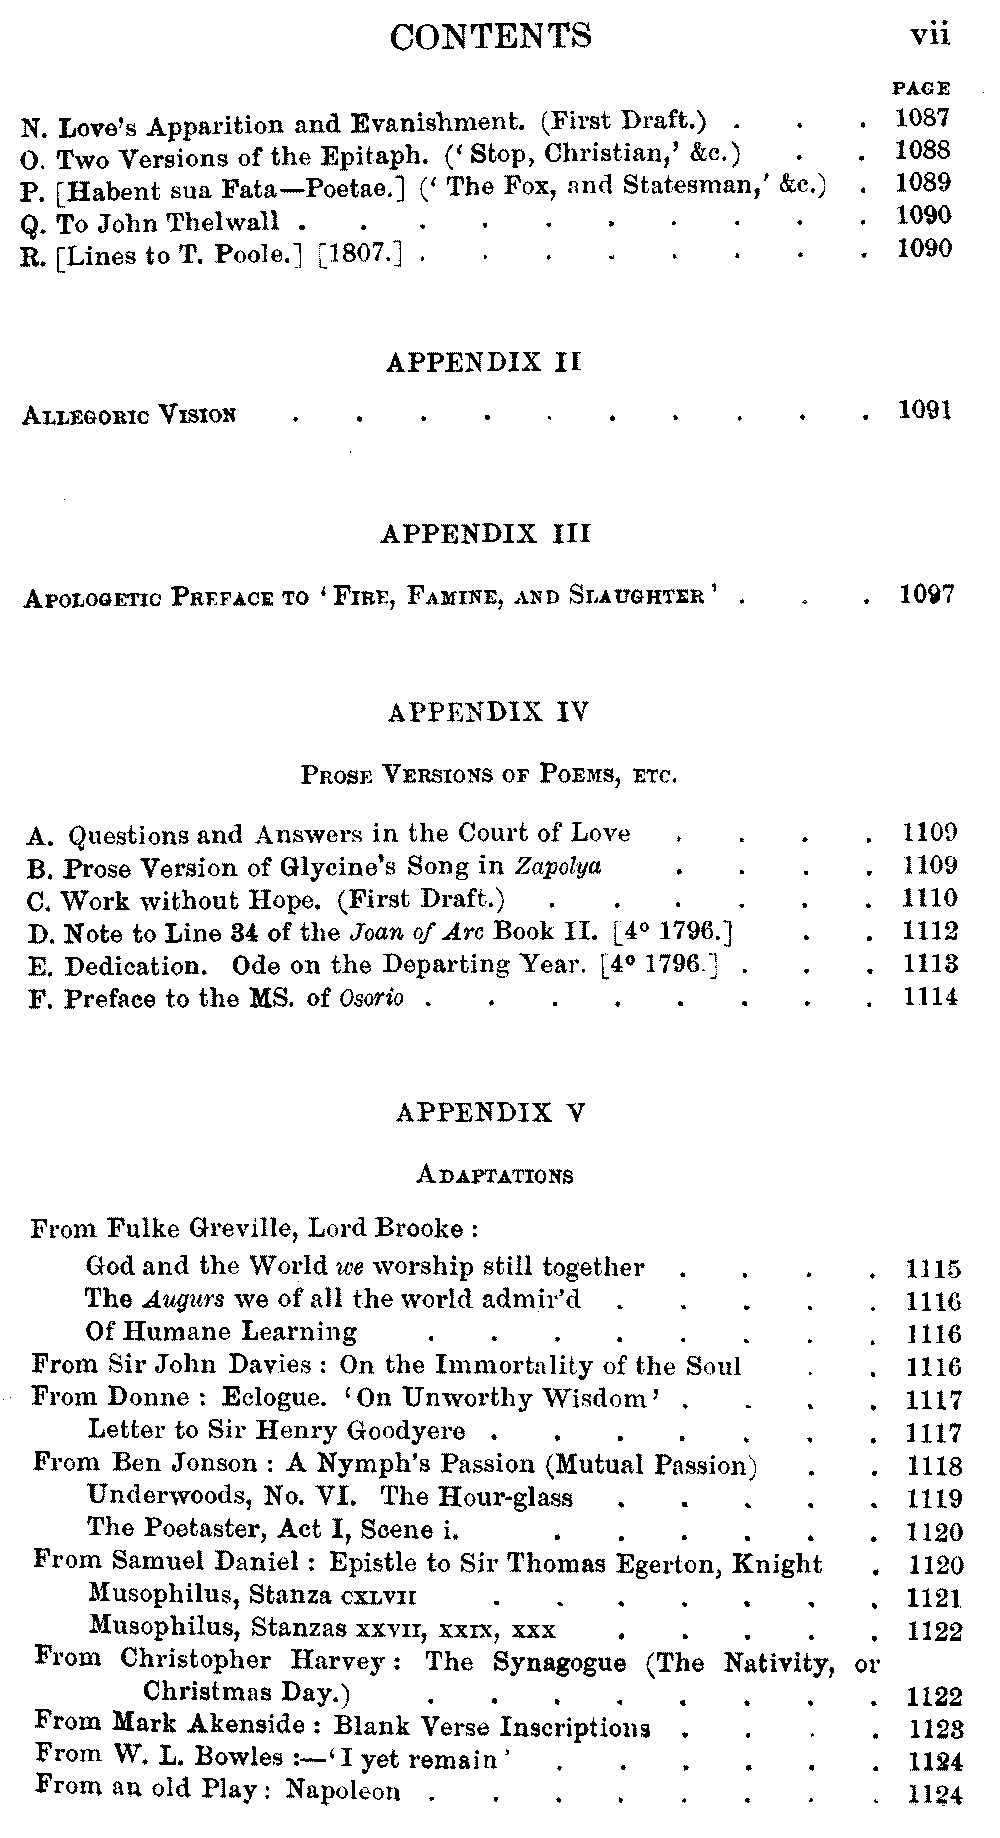 CONTENTS vii
PAGE
N. Love's Apparition and Evanishment. (First Draft.) . . . 1087
O. Two Versions of the Epitaph. (' Stop, Christian,' &c.) . . 1088
P. [Habent sua Fata—Poetae.] (' The Fox, and Statesman,' &c.) . 1089
Q. To John Thelwall . . . . . . . . . . 1090
R. [Lines to T. Poole.] [1807.] . . . . . . . . 1090
APPENDIX II
ALLEGORIC VISION . . . . . . . . . . 1091
APPENDIX III
APOLOGETIC PREFACE TO ' FIRE, FAMINE, AND SLAUGHTER ' . . . 1097
APPENDIX IV
PROSE VERSIONS OF POEMS, ETC.
A. Questions and Answers in the Court of Love . . . . 1109
B. Prose Version of Glycine's Song in Zapolya . . . . 1109
C. Work without Hope. (First Draft.) . . . . . . 1110
D. Note to Line 34 of the Joan of Arc Book II. [4º 1796.] . . 1112
E. Dedication. Ode on the Departing Year. [4º 1796.] . . . 1113
F. Preface to the MS. of Osorio . . . . . . . . 1114
APPENDIX V
ADAPTATIONS
From Fulke Greville, Lord Brooke :
God and the World we worship still together . . . . 1115
The Augurs we of all the world admir'd . . . . . 1116
Of Humane Learning . . . . . . . . 1116
From Sir John Davies : On the Immortality of the Soul . . 1116
From Donne : Eclogue. ' On Unworthy Wisdom ' . . . . 1117
Letter to Sir Henry Goodyere . . . . . . . 1117
From Ben Jonson : A Nymph's Passion (Mutual Passion) . . 1118
Underwoods, No. VI. The Hour-glass . . . . . 1119
The Poetaster, Act I, Scene i. . . . . . . 1120
From Samuel Daniel : Epistle to Sir Thomas Egerton, Knight . 1120
Musophilus, Stanza CXLVII . . . . . . . 1121
Musophilus, Stanzas XXVII, XXIX, XXX . . . . . 1122
From Christopher Harvey : The Synagogue (The Nativity, or
Christmas Day.) . . . . . . . . 1122
From Mark Akenside : Blank Verse Inscriptions . . . . 1123
From W. L. Bowles :—' I yet remain ' . . . . . . 1124
From an old Play : Napoleon . . . . . . . . 1124